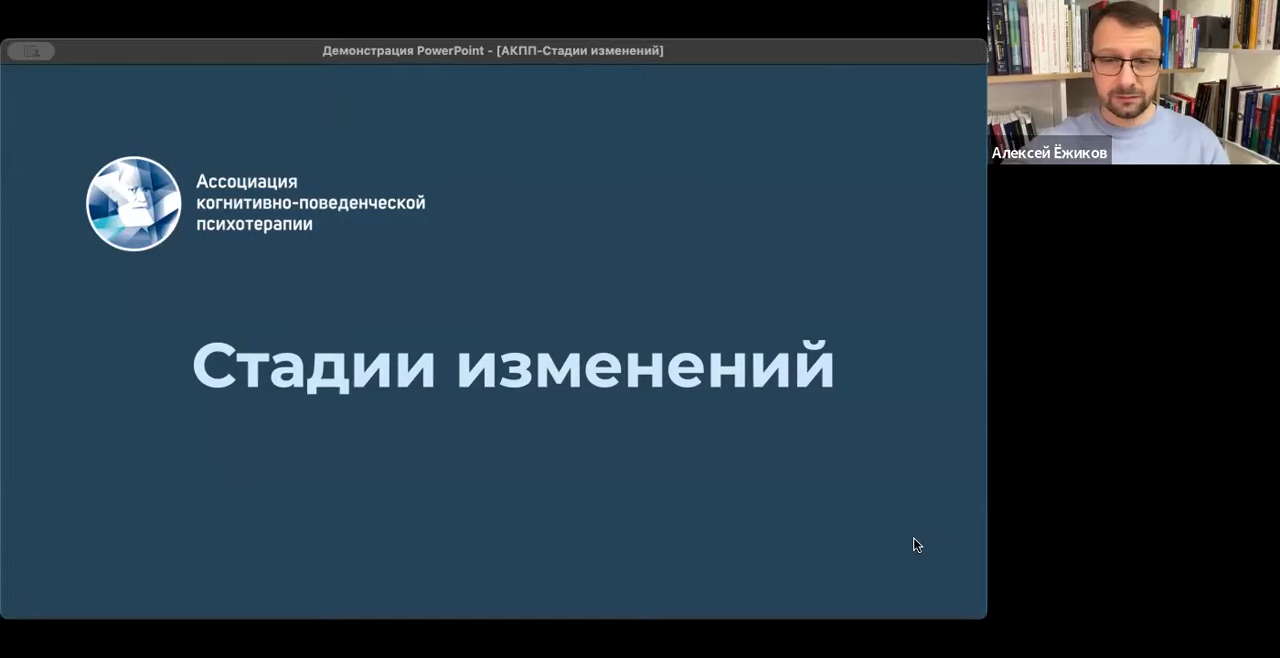 Демонстрация PowerPoint - [АКПП-Стадии изменений]
Ассоциация
когнитивно-поведенческой
психотерапии
Стадии изменений
Алексей Ёжиков